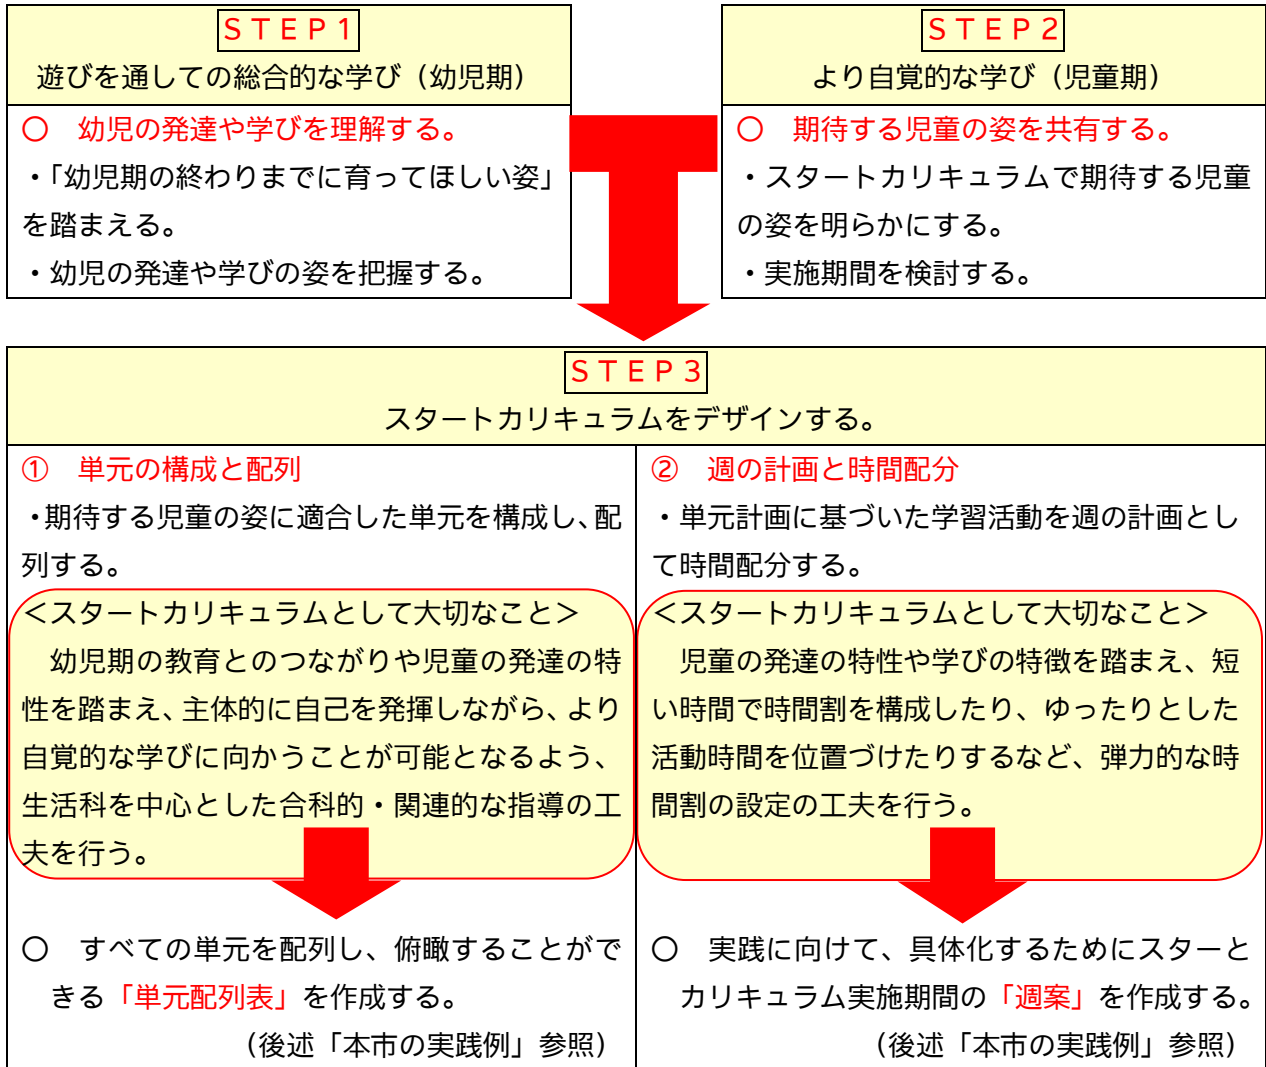 ＳＴＥＰ１
遊びを通しての総合的な学び（幼児期）
〇　幼児の発達や学びを理解する。
・「幼児期の終わりまでに育ってほしい姿」
を踏まえる。
・幼児の発達や学びの姿を把握する。
ＳＴＥＰ２
より自覚的な学び（児童期）
〇　期待する児童の姿を共有する。
・スタートカリキュラムで期待する児童
の姿を明らかにする。
・実施期間を検討する。
ＳＴＥＰ３
スタートカリキュラムをデザインする。
①　単元の構成と配列
・期待する児童の姿に適合した単元を構成し、配
列する。
＜スタートカリキュラムとして大切なこと＞
　幼児期の教育とのつながりや児童の発達の特
性を踏まえ、主体的に自己を発揮しながら、より
自覚的な学びに向かうことが可能となるよう、
生活科を中心とした合科的・関連的な指導の工
夫を行う。
〇　すべての単元を配列し、俯瞰することがで
きる「単元配列表」を作成する。
（後述「本市の実践例」参照）
②　週の計画と時間配分
・単元計画に基づいた学習活動を週の計画とし
て時間配分する。
＜スタートカリキュラムとして大切なこと＞
　児童の発達の特性や学びの特徴を踏まえ、短
い時間で時間割を構成したり、ゆったりとした
活動時間を位置づけたりするなど、弾力的な時
間割の設定の工夫を行う。
〇　実践に向けて、具体化するためにスターと
カリキュラム実施期間の「週案」を作成する。
（後述「本市の実践例」参照）